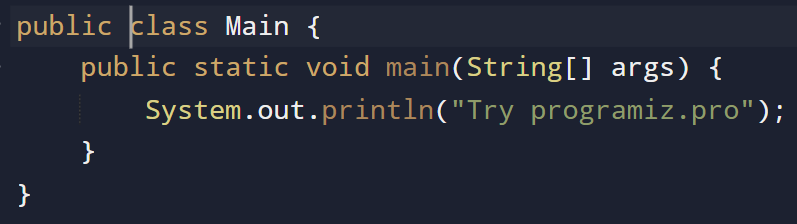 public class Main {
    public static void main(String[] args) {
        System.out.println("Try programiz.pro");
    }
}